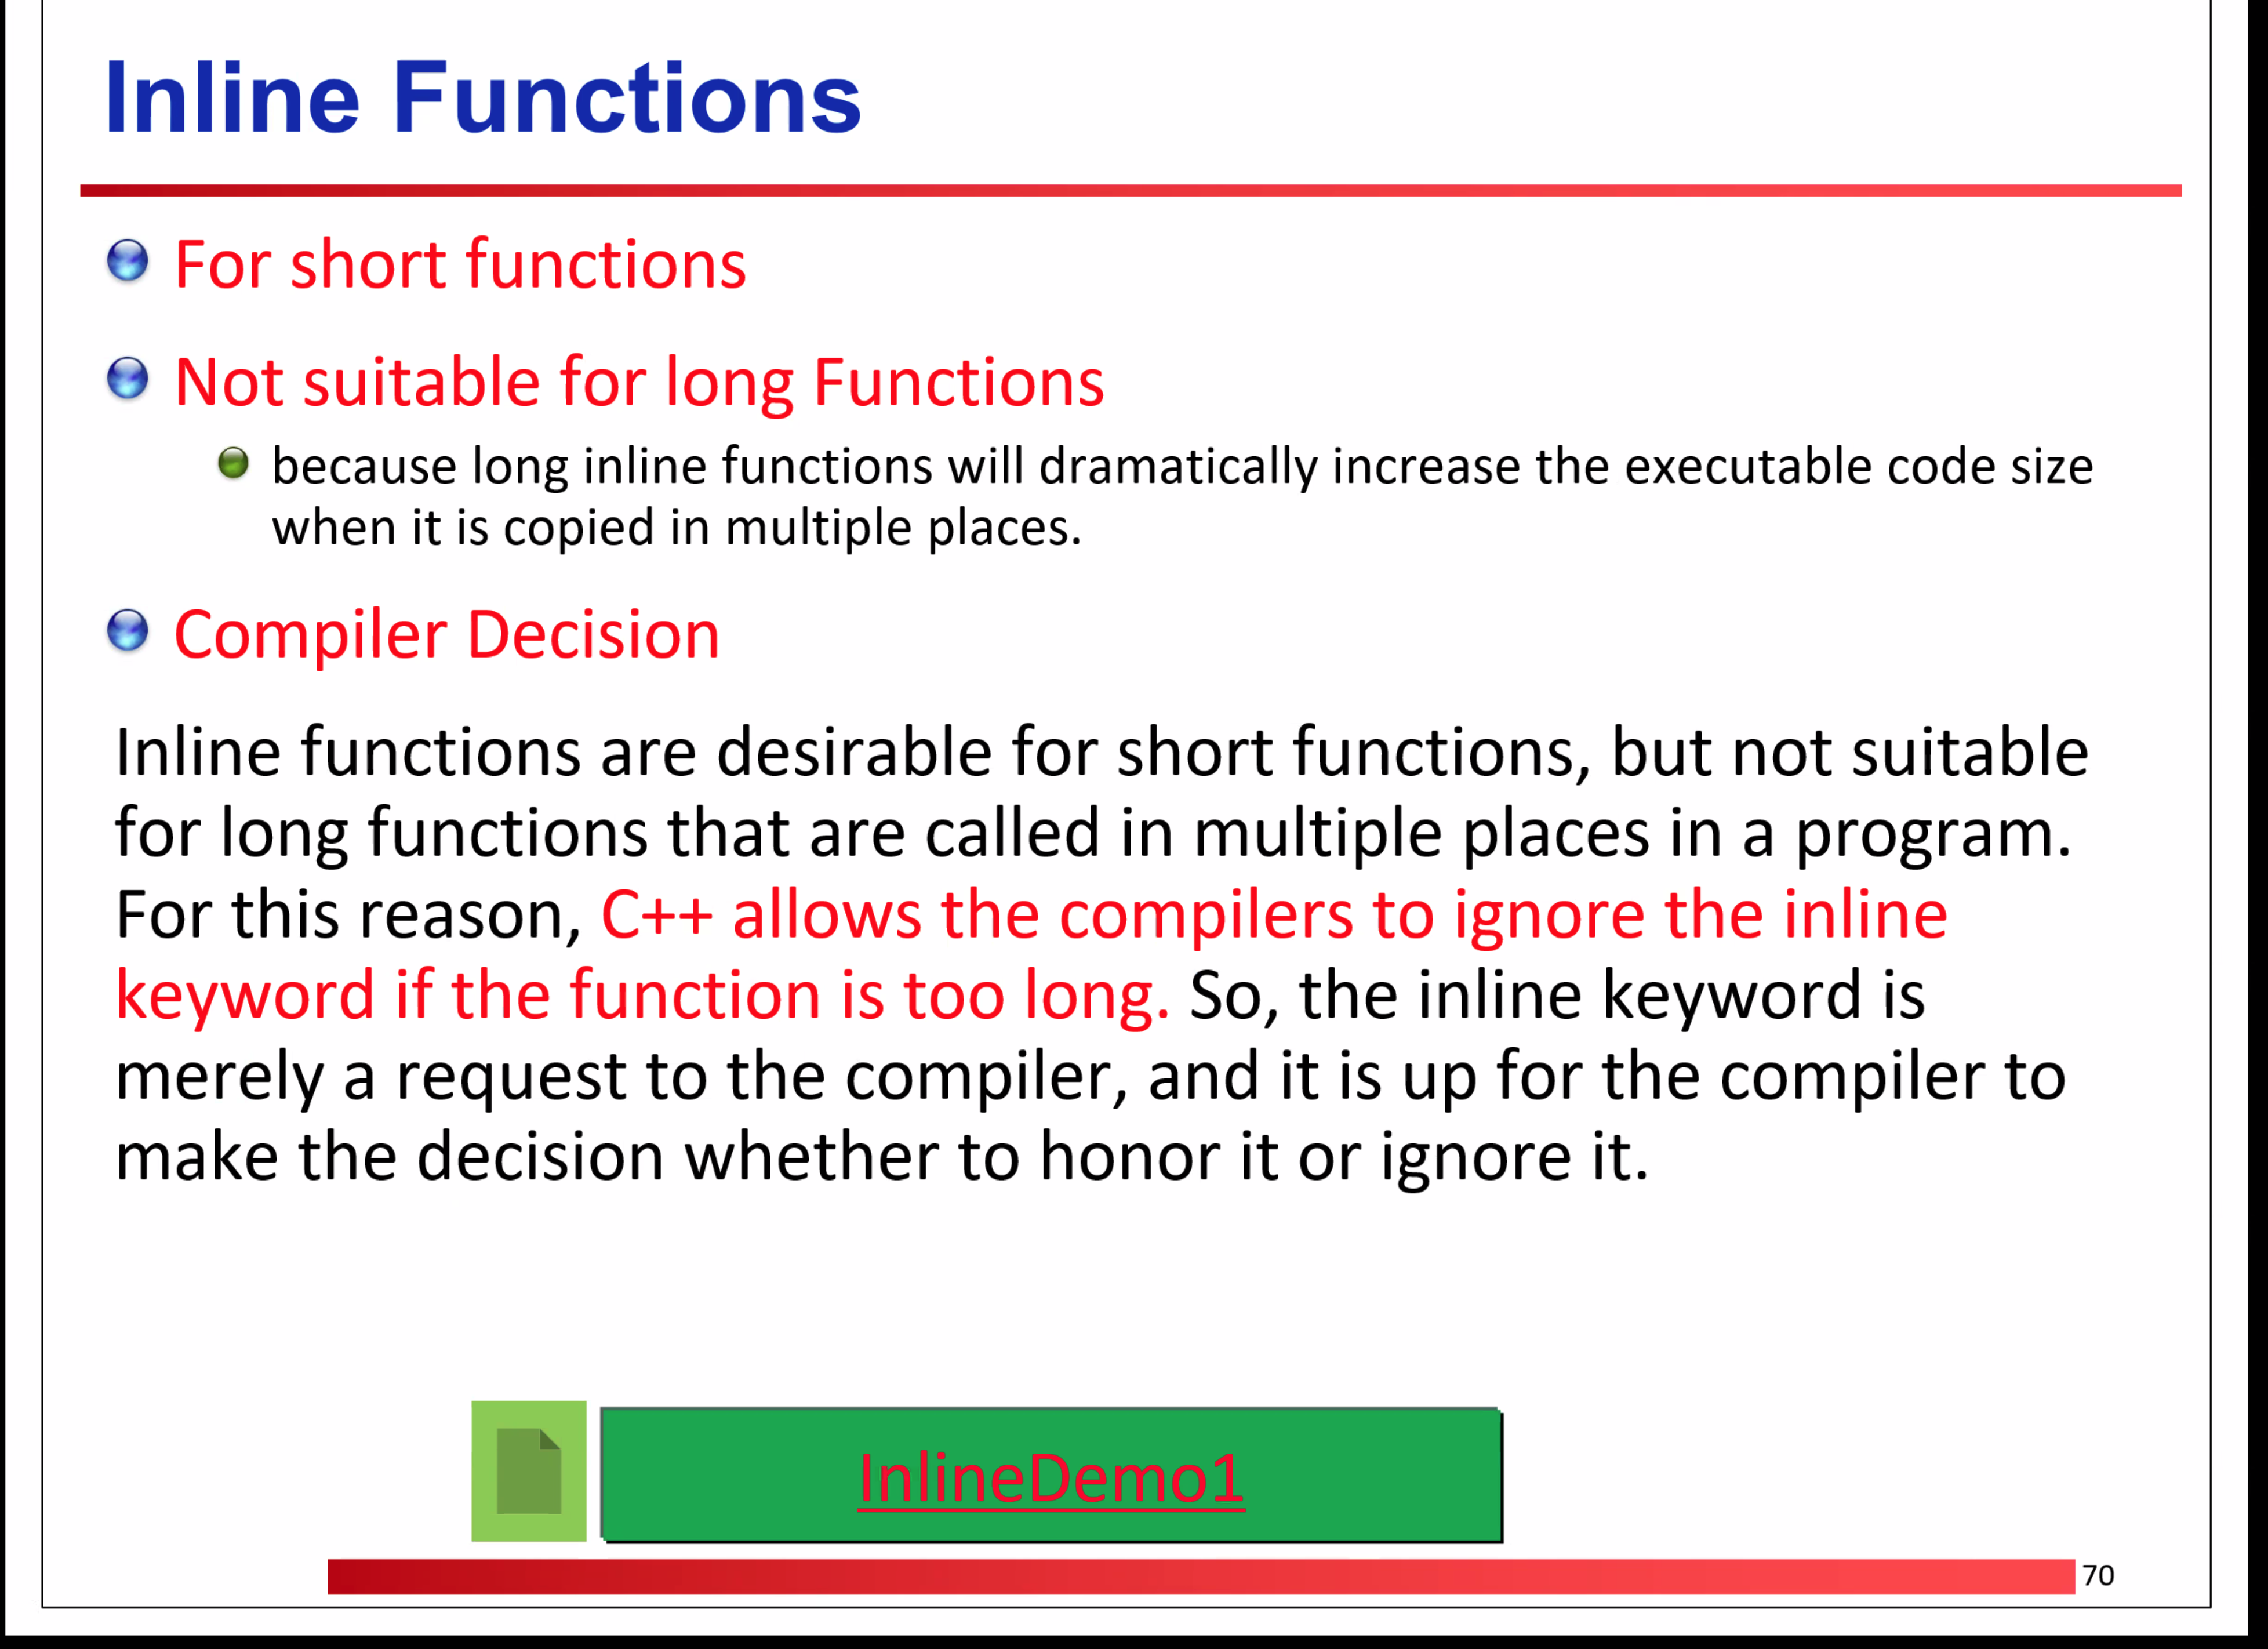 Inline Functions
For short functions
Not suitable for long Functions
because long inline functions will dramatically increase the executable code size
when it is copied in multiple places.
Compiler Decision
Inline functions are desirable for short functions, but not suitable
for long functions that are called in multiple places in a program.
For this reason, C++ allows the compilers to ignore the inline
keyword if the function is too long. So, the inline keyword is
merely a request to the compiler, and it is up for the compiler to
make the decision whether to honor it or ignore it.
InlineDemo1
70